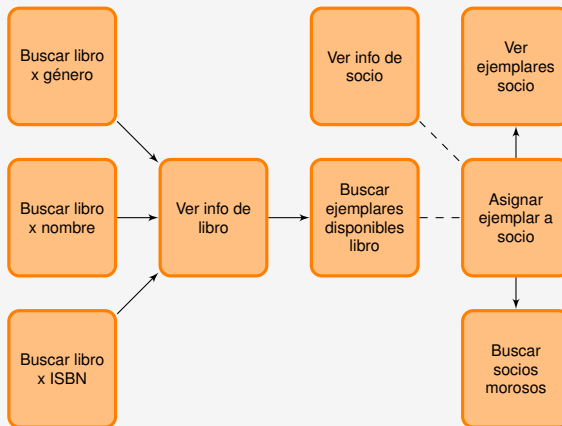 Buscar libro
x género
Ver info de
socio
Ver
ejemplares
socio
Buscar libro
x nombre
Ver info de
libro
Buscar
ejemplares
disponibles
libro
Asignar
ejemplar a
socio
Buscar libro
x ISBN
Buscar
socios
morosos